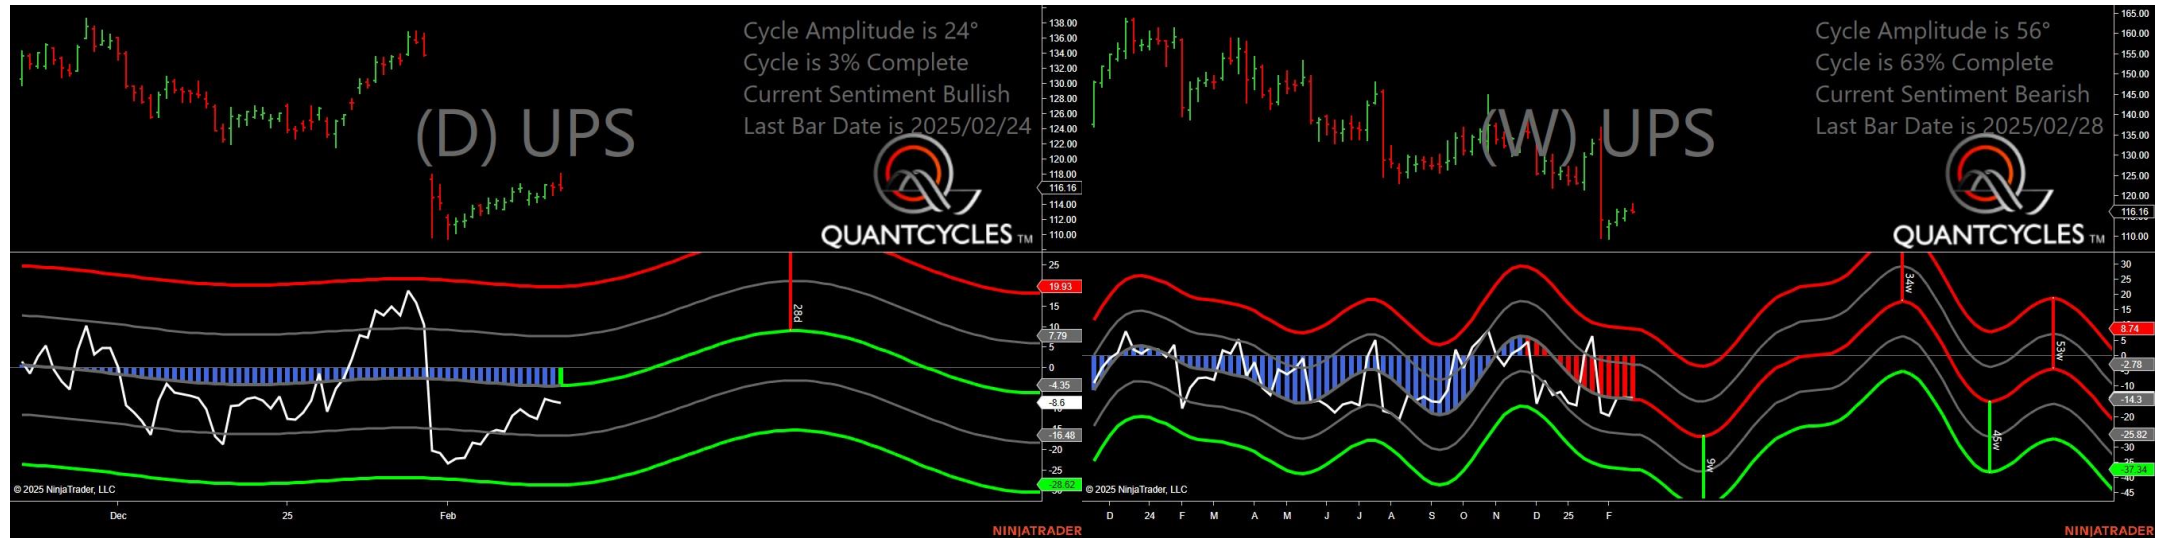 Cycle Amplitude is 24°
Cycle is 3% Complete
Current Sentiment Bullish
Last Bar Date is 2025/02/24
(D) UPS
QUANTCYCLES TM
138.00
136.00
134.00
132.00
130.00
128.00
126.00
124.00
122.00
120.00
118.00
116.16
114.00
112.00
110.00
25
19.93
15
10
7.79
5
0
-4.35
-8.6
-10
-16.48
-20
-25
-28.62
28d
© 2025 NinjaTrader, LLC
Dec 25 Feb
NINJATRADER
Cycle Amplitude is 56°
Cycle is 63% Complete
Current Sentiment Bearish
Last Bar Date is 2025/02/28
(W) UPS
QUANTCYCLES TM
165.00
160.00
155.00
150.00
145.00
140.00
135.00
130.00
125.00
120.00
116.16
110.00
30
25
20
15
8.74
5
0
-2.78
-10
-14.3
-20
-25.82
-30
-37.34
-40
-45
9w
34w
45w
53w
© 2025 NinjaTrader, LLC
D 24 F M A M J J A S O N D 25 F
NINJATRADER